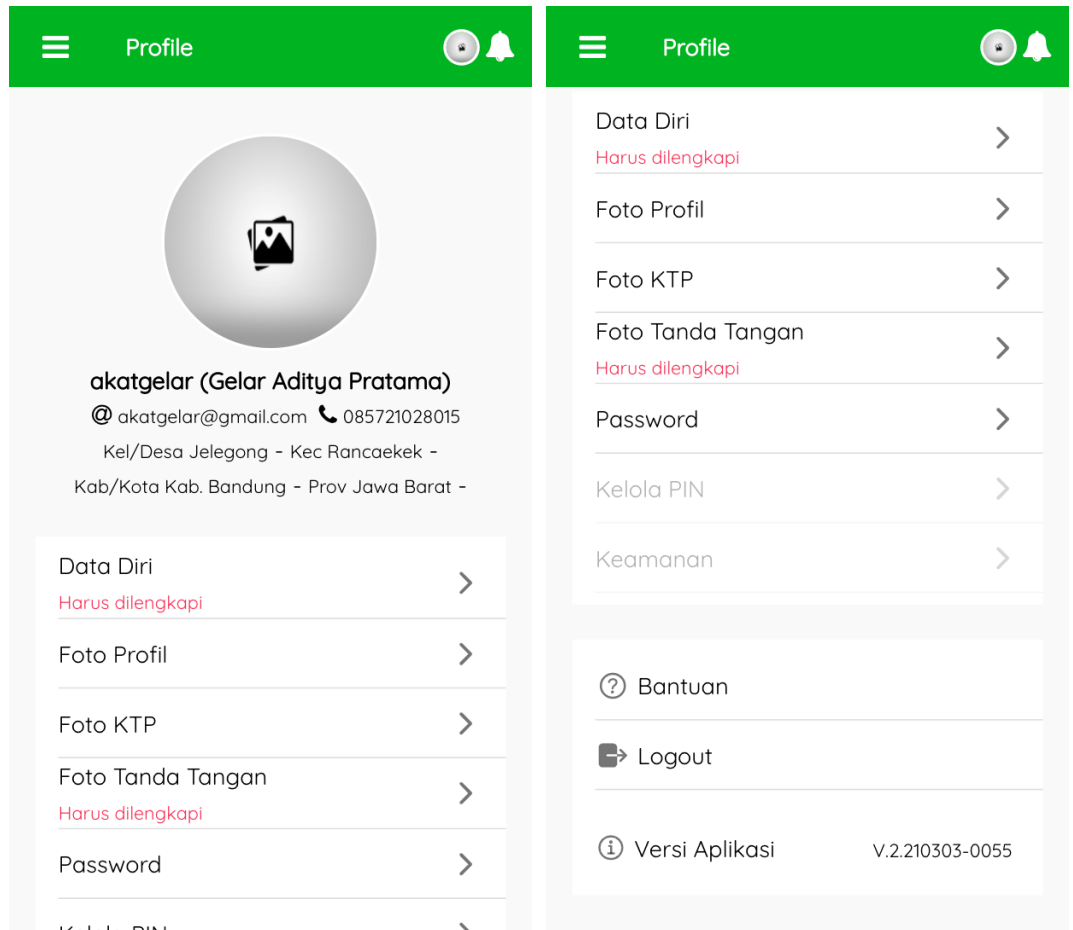 Profile
akatgelar (Gelar Aditya Pratama)
@ akatgelar@gmail.com 085721028015
Kel/Desa Jelegong - Kec Rancaekek -
Kab/Kota Kab. Bandung - Prov Jawa Barat -
Data Diri
Harus dilengkapi
Foto Profil
Foto KTP
Foto Tanda Tangan
Harus dilengkapi
Password
Kelola PIN
Profile
Data Diri
Harus dilengkapi
Foto Profil
Foto KTP
Foto Tanda Tangan
Harus dilengkapi
Password
Kelola PIN
Keamanan
Bantuan
Logout
Versi Aplikasi V.2.210303-0055